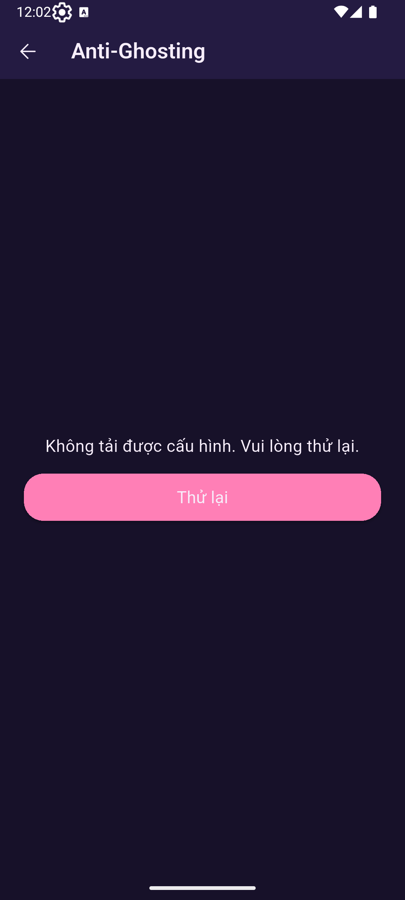 12:02
Anti-Ghosting
Không tải được cấu hình. Vui lòng thử lại.
Thử lại